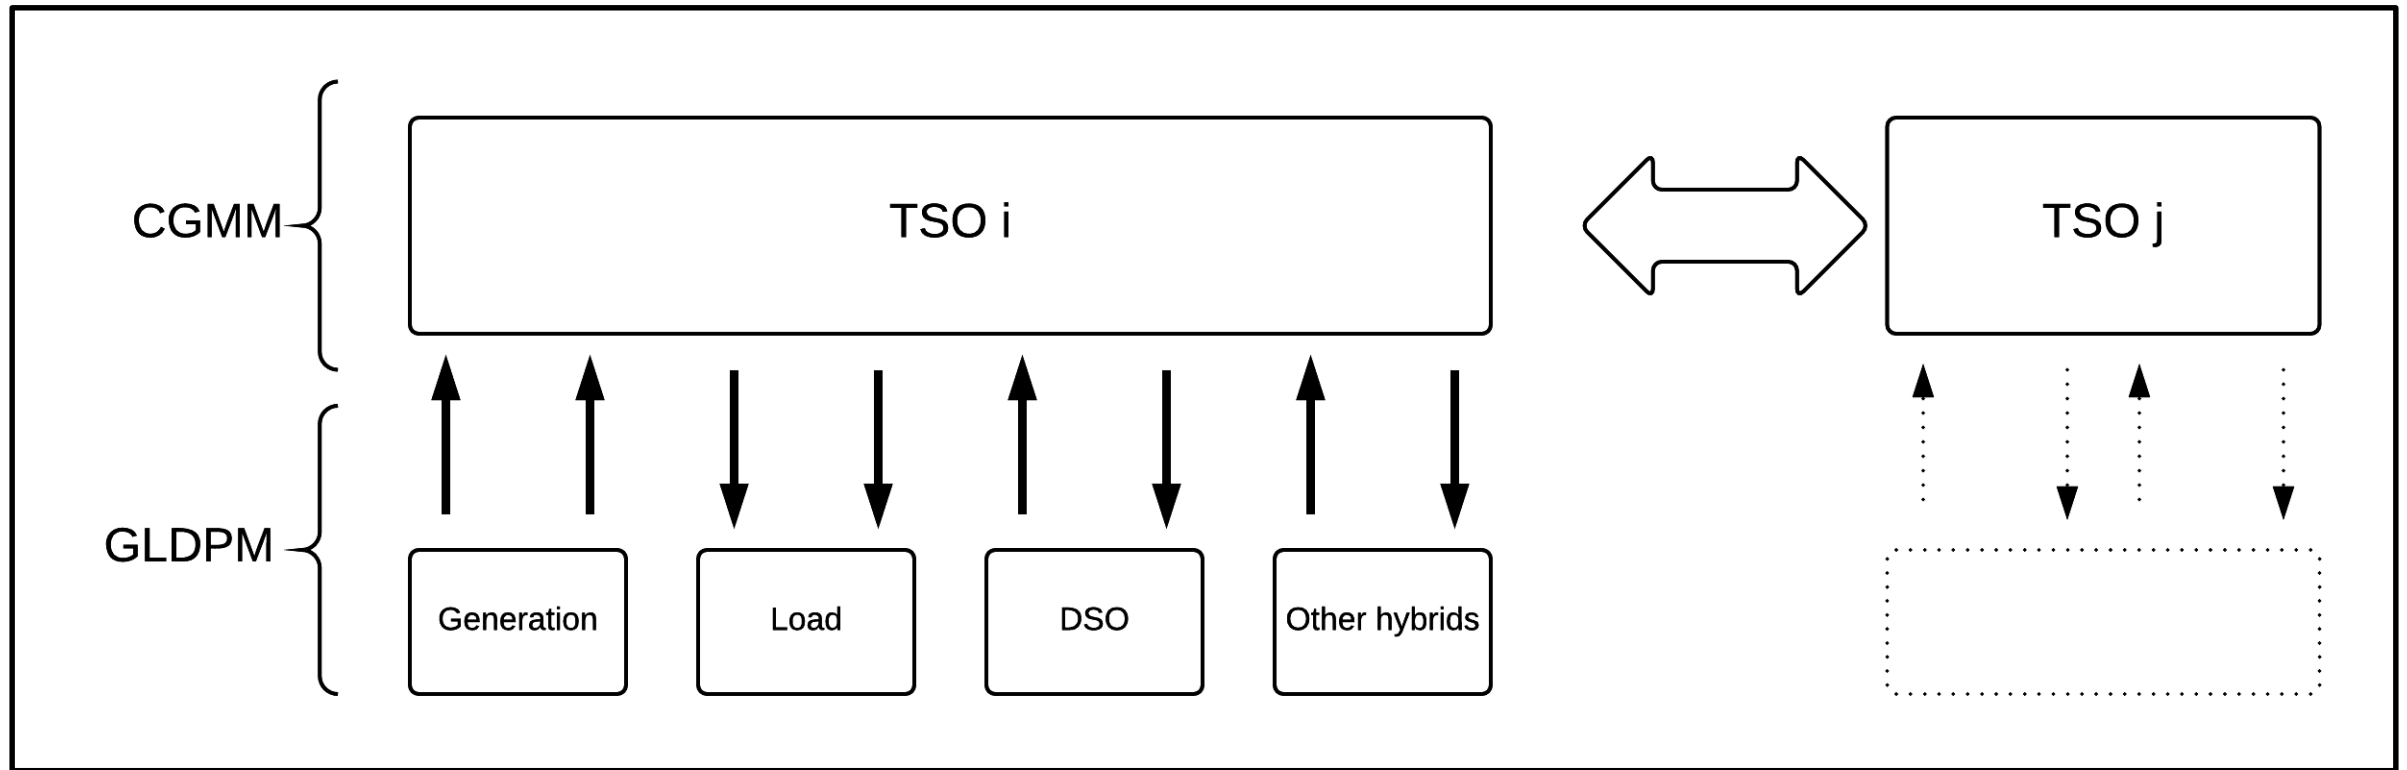 CGMM
TSO i
TSO j
GLDPM
Generation
Load
DSO
Other hybrids